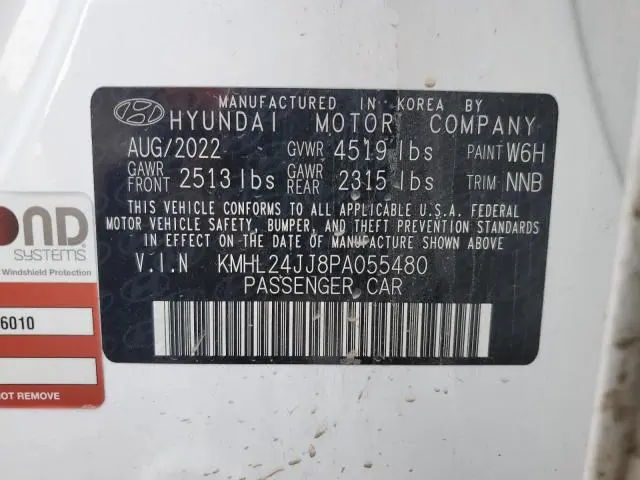 MANUFACTURED IN KOREA BY
HYUNDAI MOTOR COMPANY
AUG/2022 GVWR 4519 lbs PAINT W6H
GAWR FRONT 2513 lbs GAWR REAR 2315 lbs TRIM NNB
THIS VEHICLE CONFORMS TO ALL APPLICABLE U.S.A. FEDERAL
MOTOR VEHICLE SAFETY, BUMPER, AND THEFT PREVENTION STANDARDS
IN EFFECT ON THE DATE OF MANUFACTURE SHOWN ABOVE
V.I.N KMHL24JJ8PA055480
PASSENGER CAR
OND
SYSTEMS
Windshield Protection
6010
OT REMOVE